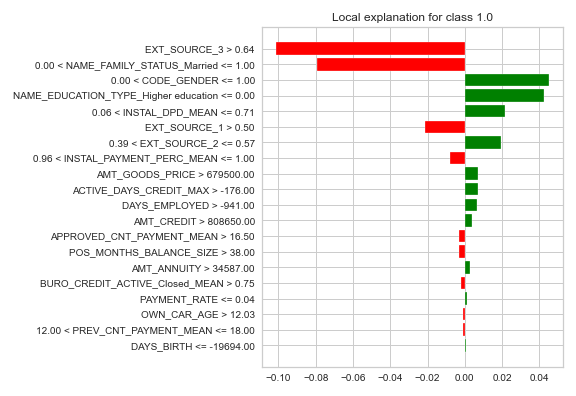 Local explanation for class 1.0
EXT_SOURCE_3 > 0.64
0.00 < NAME_FAMILY_STATUS_Married <= 1.00
0.00 < CODE_GENDER <= 1.00
NAME_EDUCATION_TYPE_Higher education <= 0.00
0.06 < INSTAL_DPD_MEAN <= 0.71
EXT_SOURCE_1 > 0.50
0.39 < EXT_SOURCE_2 <= 0.57
0.96 < INSTAL_PAYMENT_PERC_MEAN <= 1.00
AMT_GOODS_PRICE > 679500.00
ACTIVE_DAYS_CREDIT_MAX > -176.00
DAYS_EMPLOYED > -941.00
AMT_CREDIT > 808650.00
APPROVED_CNT_PAYMENT_MEAN > 16.50
POS_MONTHS_BALANCE_SIZE > 38.00
AMT_ANNUITY > 34587.00
BURO_CREDIT_ACTIVE_Closed_MEAN > 0.75
PAYMENT_RATE <= 0.04
OWN_CAR_AGE > 12.03
12.00 < PREV_CNT_PAYMENT_MEAN <= 18.00
DAYS_BIRTH <= -19694.00
−0.10 −0.08 −0.06 −0.04 −0.02 0.00 0.02 0.04